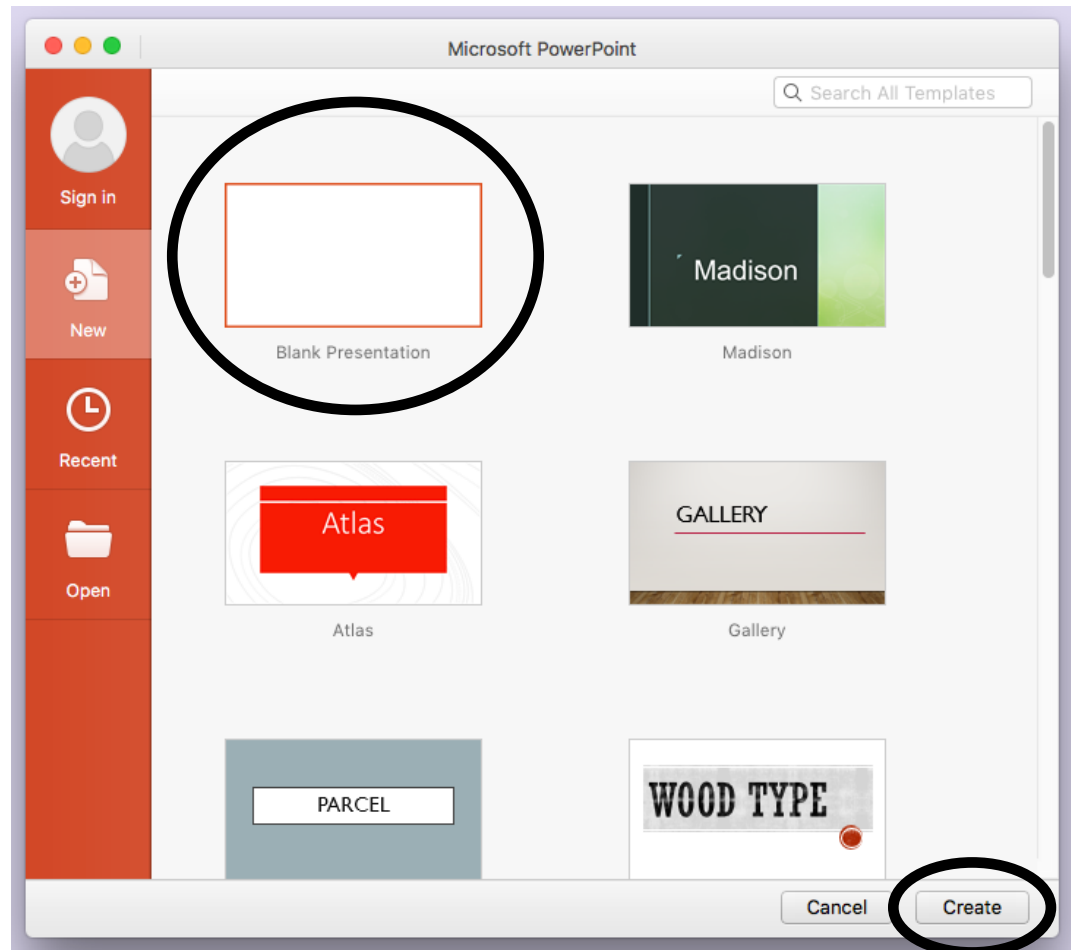 Microsoft PowerPoint
Search All Templates
Sign in
New
Recent
Open
Blank Presentation
Madison
Madison
Atlas
Atlas
GALLERY
Gallery
PARCEL
WOOD TYPE
Cancel
Create